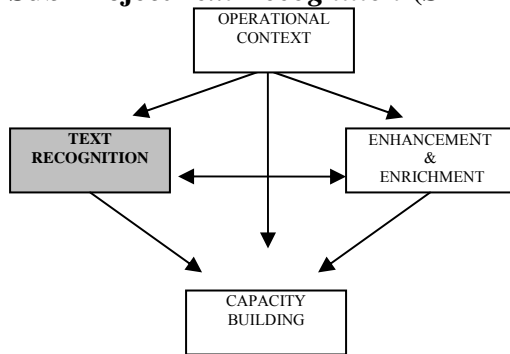 OPERATIONAL
CONTEXT
TEXT
RECOGNITION
ENHANCEMENT
&
ENRICHMENT
CAPACITY
BUILDING